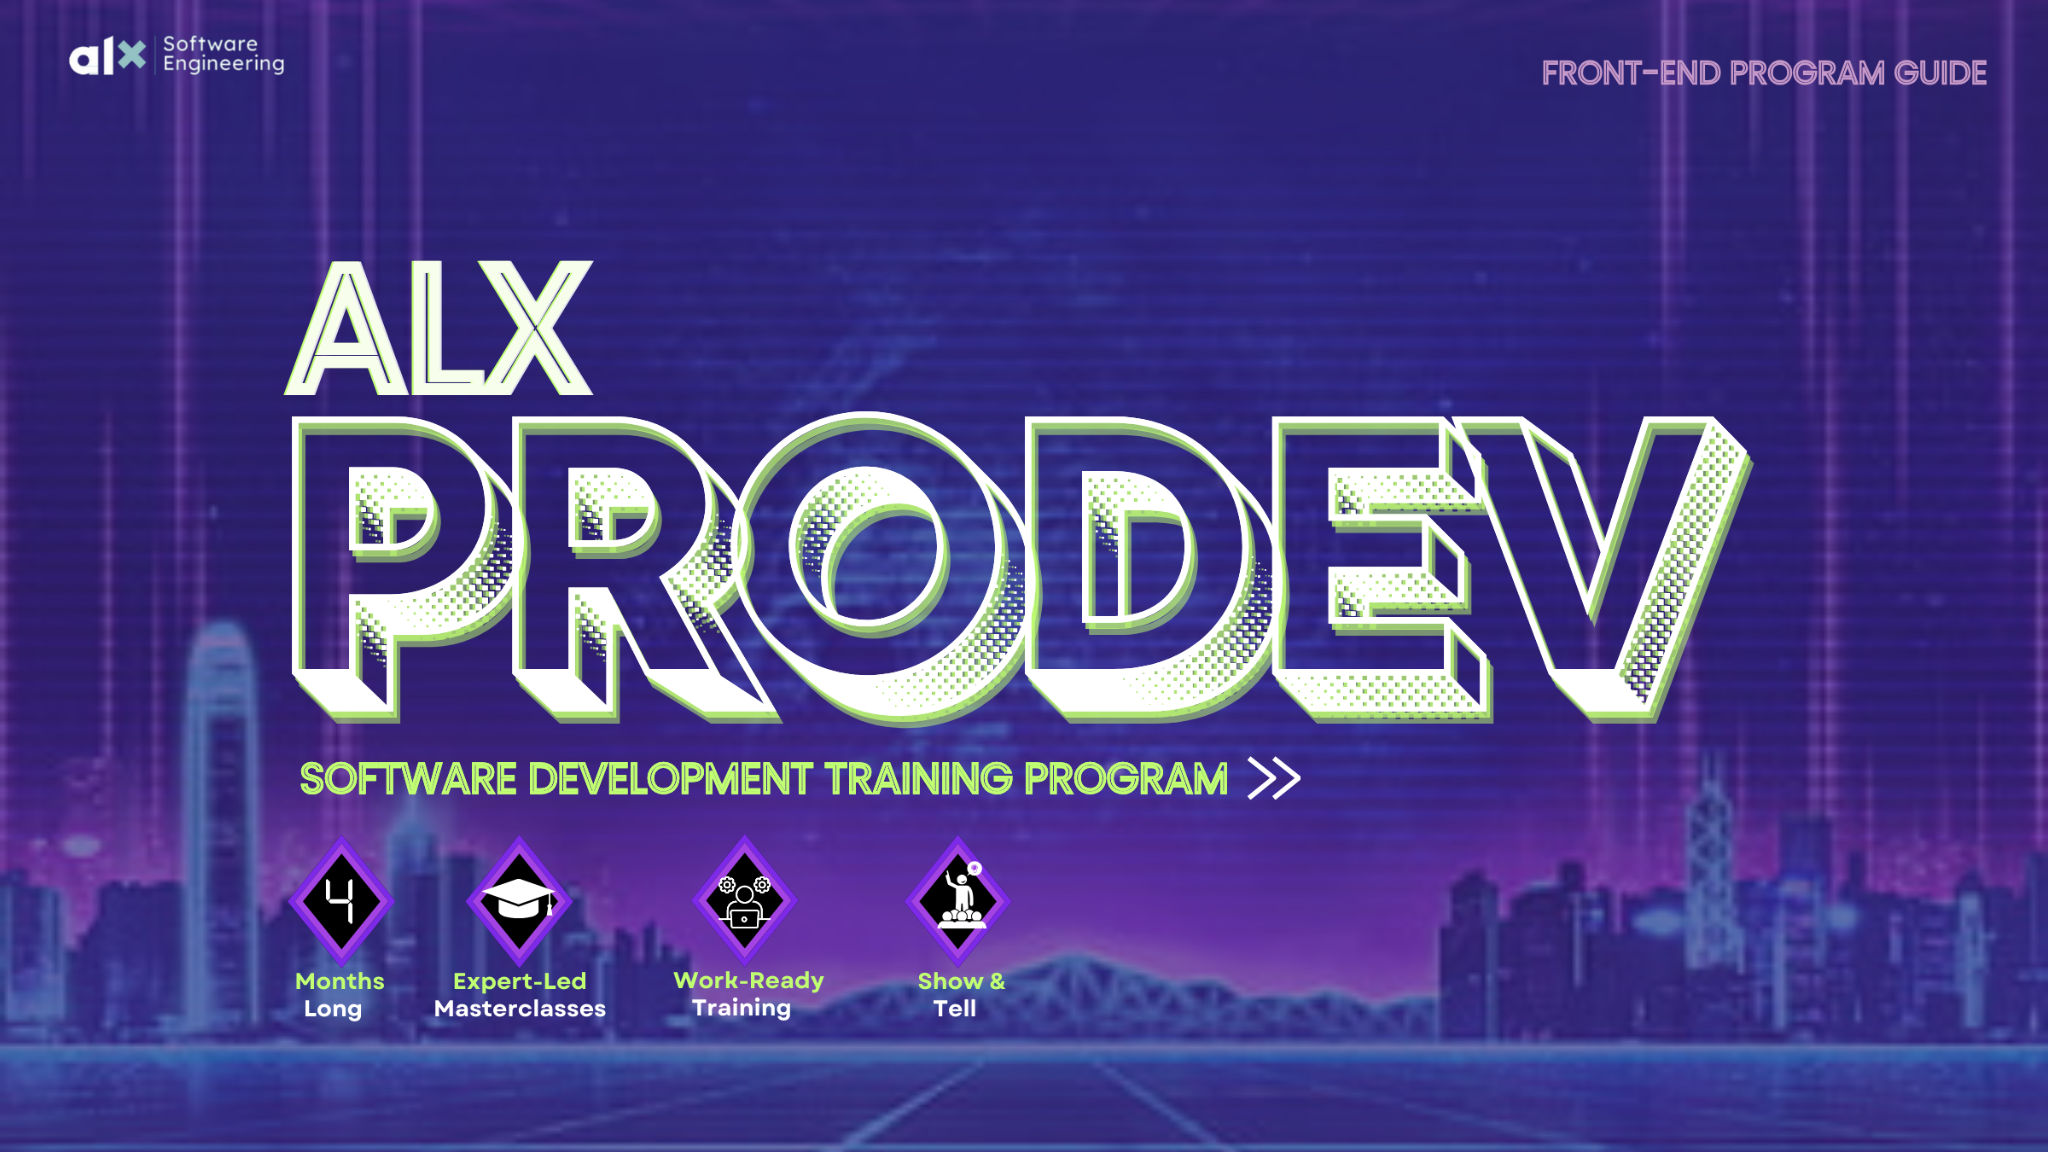 alx
Software
Engineering
FRONT-END PROGRAM GUIDE
ALX
PRODEV
SOFTWARE DEVELOPMENT TRAINING PROGRAM
4
Months
Long
Expert-Led
Masterclasses
Work-Ready
Training
Show &
Tell